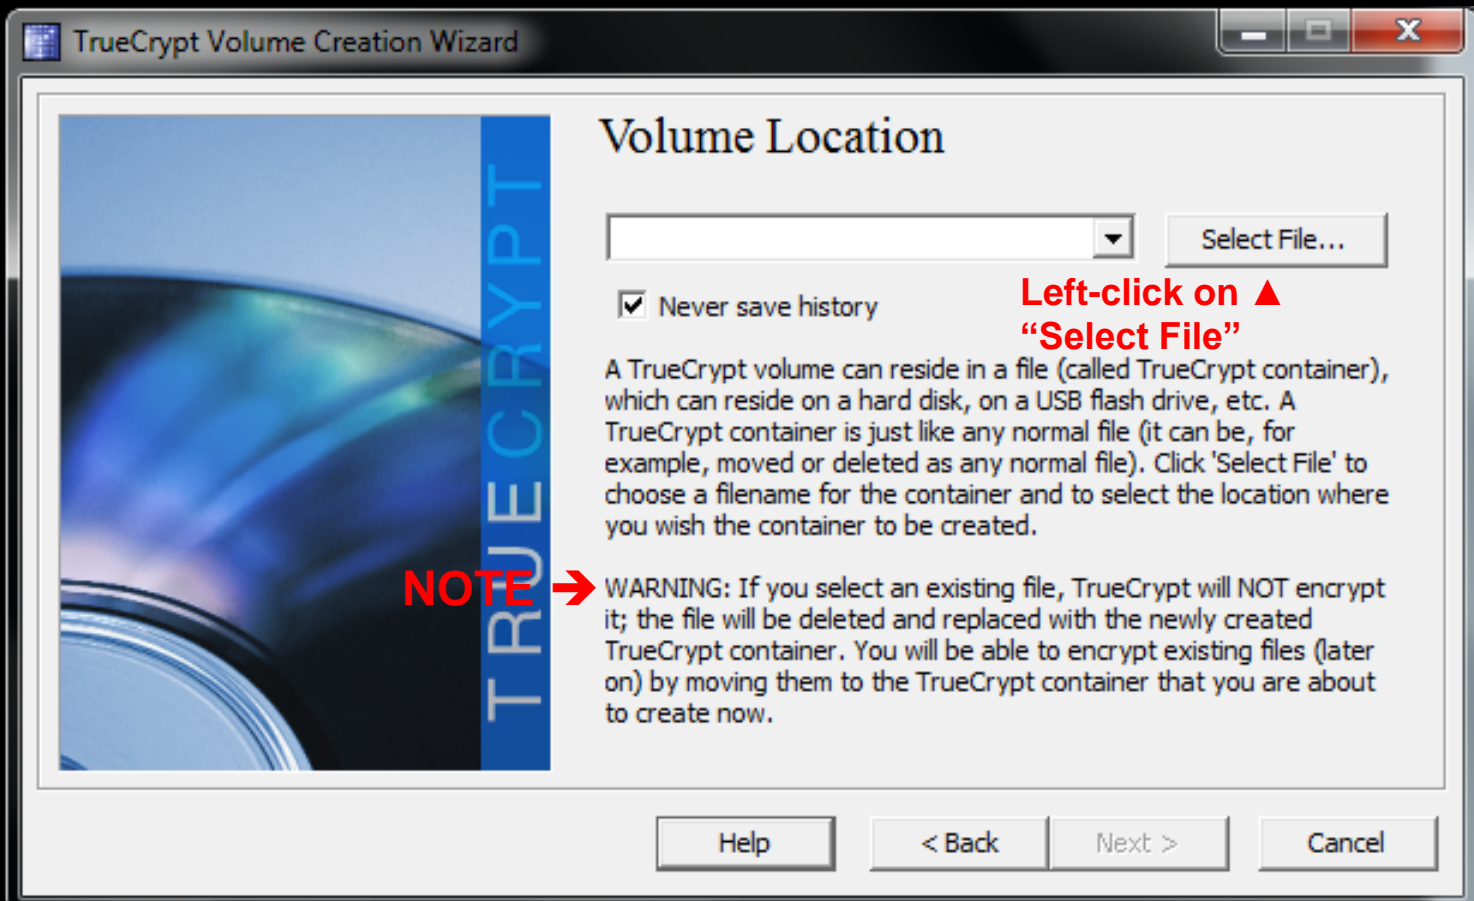 TrueCrypt Volume Creation Wizard
X
TRUECRYPT
Volume Location
Select File...
Never save history
Left-click on ▲
“Select File”
A TrueCrypt volume can reside in a file (called TrueCrypt container),
which can reside on a hard disk, on a USB flash drive, etc. A
TrueCrypt container is just like any normal file (it can be, for
example, moved or deleted as any normal file). Click 'Select File' to
choose a filename for the container and to select the location where
you wish the container to be created.
NOTE ➔
WARNING: If you select an existing file, TrueCrypt will NOT encrypt
it; the file will be deleted and replaced with the newly created
TrueCrypt container. You will be able to encrypt existing files (later
on) by moving them to the TrueCrypt container that you are about
to create now.
Help
< Back
Next >
Cancel